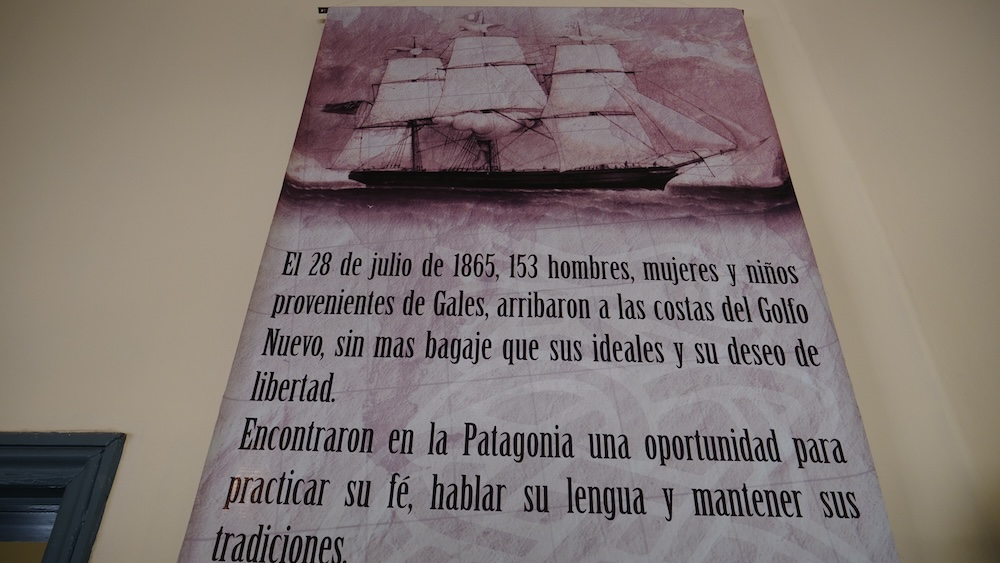 El 28 de julio de 1865, 153 hombres, mujeres y niños
provenientes de Gales, arribaron a las costas del Golfo
Nuevo, sin mas bagaje que sus ideales y su deseo de
libertad.
Encontraron en la Patagonia una oportunidad para
practicar su fé, hablar su lengua y mantener sus
tradiciones.